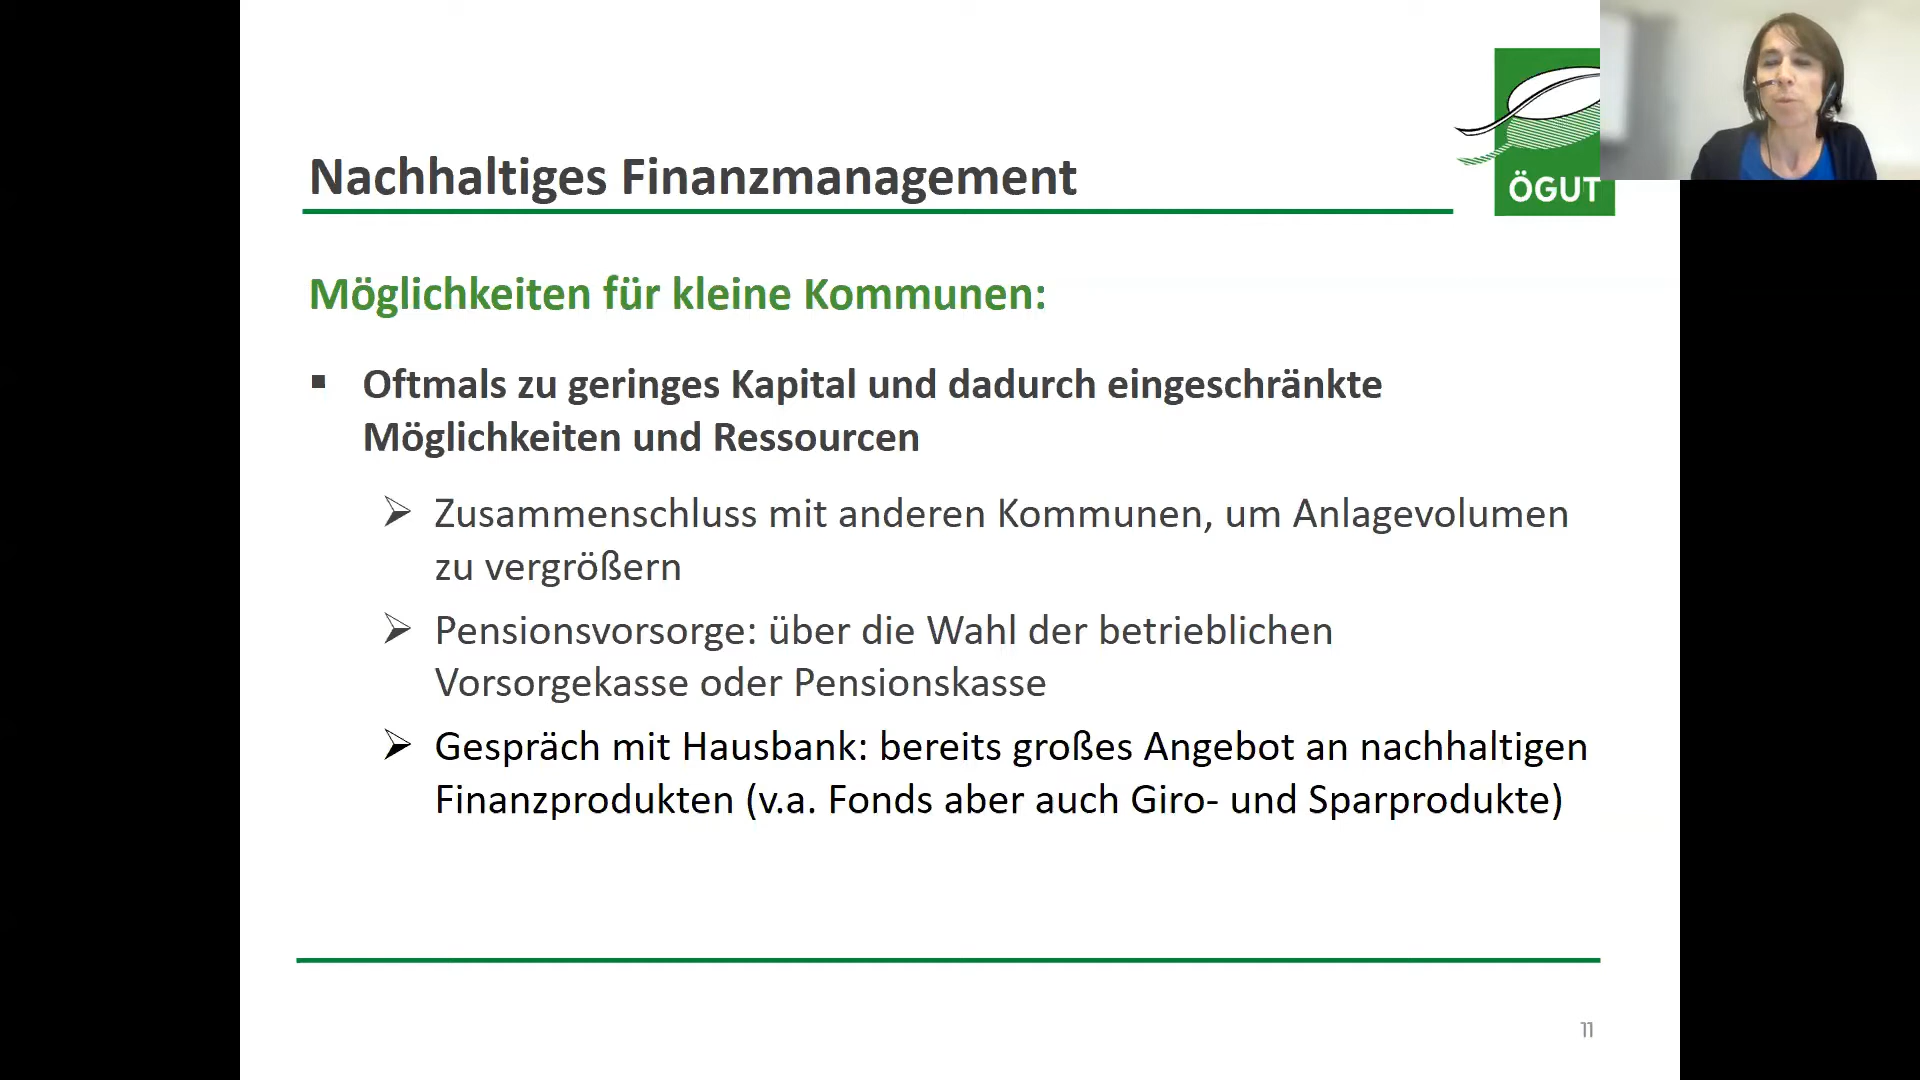 Nachhaltiges Finanzmanagement
ÖGUT
Möglichkeiten für kleine Kommunen:
▪ Oftmals zu geringes Kapital und dadurch eingeschränkte
Möglichkeiten und Ressourcen
➢ Zusammenschluss mit anderen Kommunen, um Anlagevolumen
zu vergrößern
➢ Pensionsvorsorge: über die Wahl der betrieblichen
Vorsorgekasse oder Pensionskasse
➢ Gespräch mit Hausbank: bereits großes Angebot an nachhaltigen
Finanzprodukten (v.a. Fonds aber auch Giro- und Sparprodukte)
11